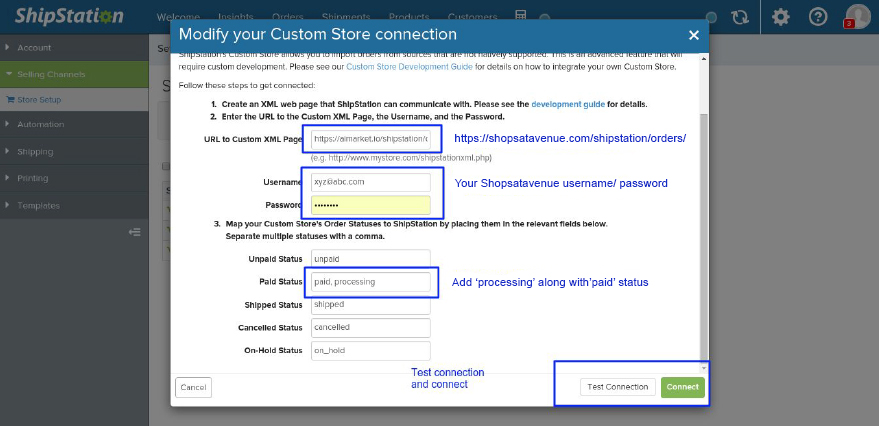 ShipStation
Welcome Insights Orders Shipments Products Customers
3
Modify your Custom Store connection
×
ShipStation's Custom Store allows you to import orders from sources that are not natively supported. This is an advanced feature that will
require custom development. Please see our Custom Store Development Guide for details on how to integrate your own Custom Store.
Follow these steps to get connected:
1. Create an XML web page that ShipStation can communicate with. Please see the development guide for details.
2. Enter the URL to the Custom XML Page, the Username, and the Password.
URL to Custom XML Page https://aimarket.io/shipstation/o https://shopsatavenue.com/shipstation/orders/
(e.g. http://www.mystore.com/shipstationxml.php)
Username xyz@abc.com Your Shopsatavenue username/ password
Password ••••••••
3. Map your Custom Store's Order Statuses to ShipStation by placing them in the relevant fields below.
Separate multiple statuses with a comma.
Unpaid Status unpaid
Paid Status paid, processing Add ‘processing’ along with’paid’ status
Shipped Status shipped
Cancelled Status cancelled
On-Hold Status on_hold
Test connection
and connect
Cancel Test Connection Connect
Account
Selling Channels
Store Setup
Automation
Shipping
Printing
Templates